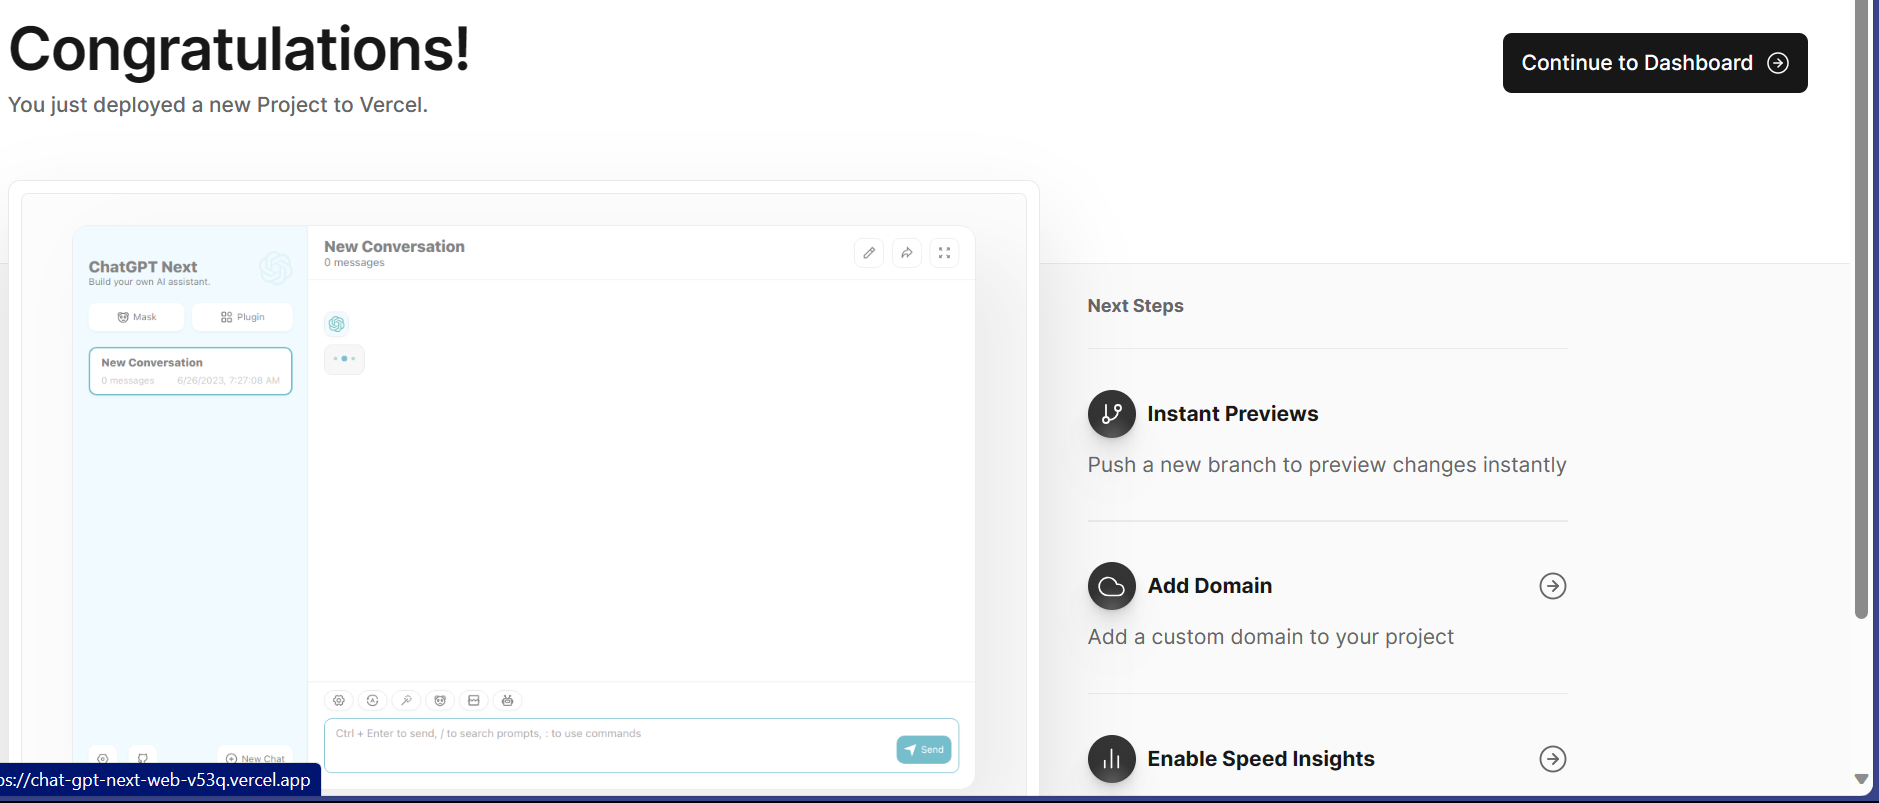 Congratulations!
You just deployed a new Project to Vercel.
Continue to Dashboard
ChatGPT Next
Build your own AI assistant.
Mask
Plugin
New Conversation
0 messages
6/26/2023, 7:27:08 AM
New Chat
New Conversation
0 messages
Ctrl + Enter to send, / to search prompts, : to use commands
Send
Next Steps
Instant Previews
Push a new branch to preview changes instantly
Add Domain
Add a custom domain to your project
Enable Speed Insights
ps://chat-gpt-next-web-v53q.vercel.app